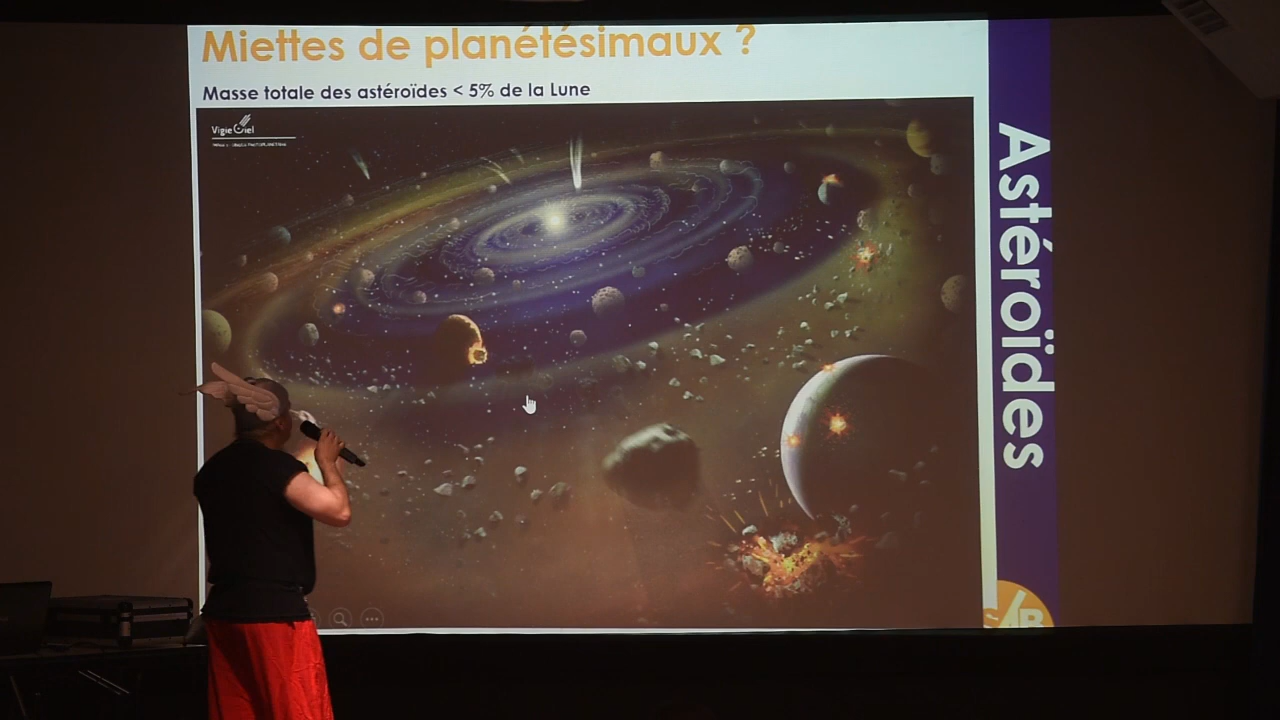 Miettes de planétésimaux ?
Masse totale des astéroïdes < 5% de la Lune
Vigie Ciel
Astéroïdes